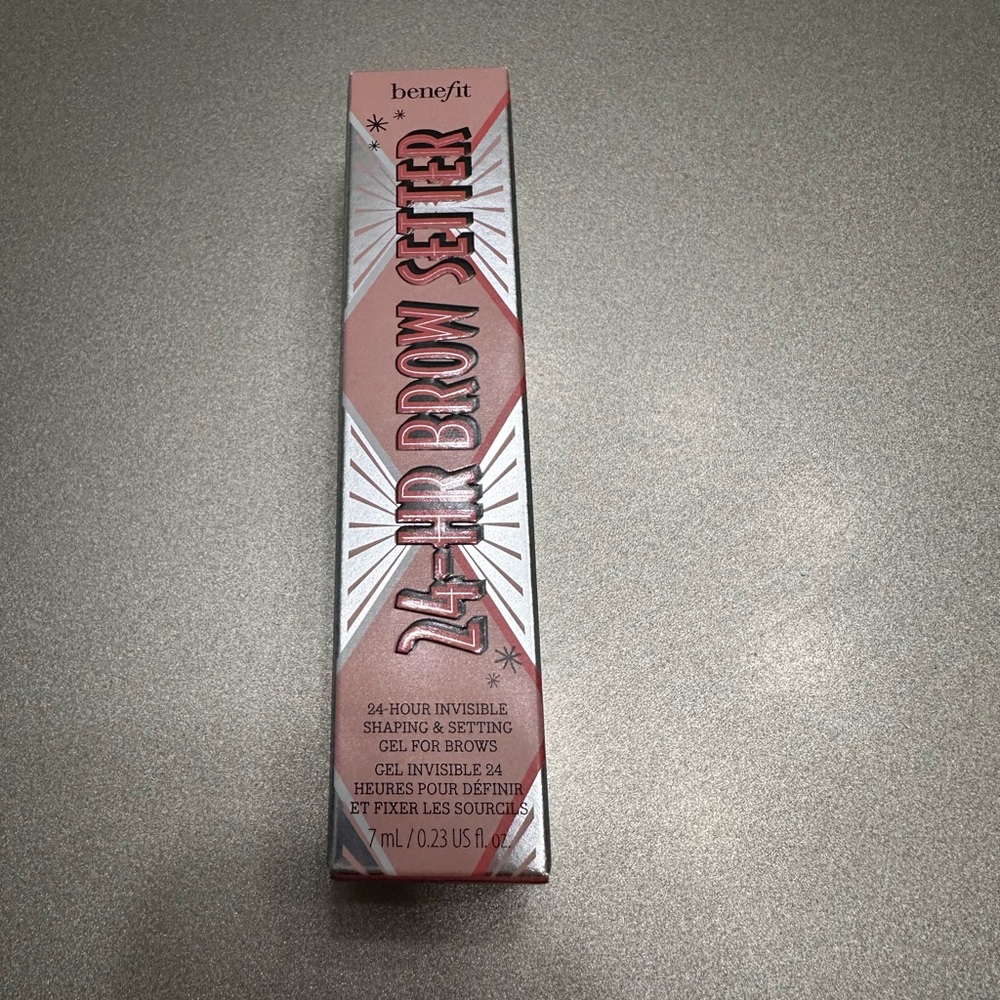 benefit
24-HR BROW SETTER
24-HOUR INVISIBLE
SHAPING & SETTING
GEL FOR BROWS
GEL INVISIBLE 24
HEURES POUR DÉFINIR
ET FIXER LES SOURCILS
7 mL / 0.23 US fl. oz.